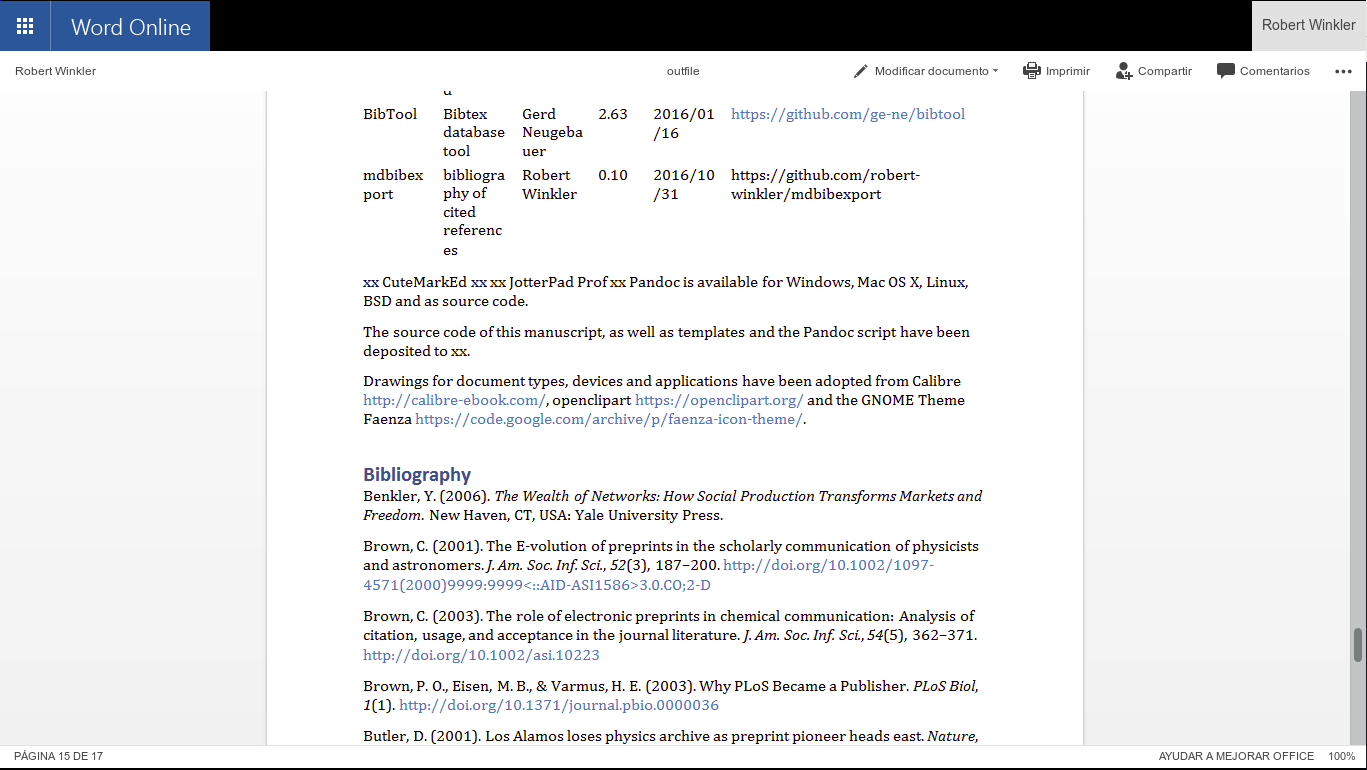 Word Online
Robert Winkler
Robert Winkler
outfile
Modificar documento
Imprimir
Compartir
Comentarios
d
BibTool Bibtex Gerd 2.63 2016/01 https://github.com/ge-ne/bibtool
database Neugeba /16
tool uer
mdbibex bibliogra Robert 0.10 2016/10 https://github.com/robert-
port phy of Winkler /31 winkler/mdbibexport
cited
referenc
es
xx CuteMarkEd xx xx JotterPad Prof xx Pandoc is available for Windows, Mac OS X, Linux,
BSD and as source code.
The source code of this manuscript, as well as templates and the Pandoc script have been
deposited to xx.
Drawings for document types, devices and applications have been adopted from Calibre
http://calibre-ebook.com/, openclipart https://openclipart.org/ and the GNOME Theme
Faenza https://code.google.com/archive/p/faenza-icon-theme/.
Bibliography
Benkler, Y. (2006). The Wealth of Networks: How Social Production Transforms Markets and
Freedom. New Haven, CT, USA: Yale University Press.
Brown, C. (2001). The E-volution of preprints in the scholarly communication of physicists
and astronomers. J. Am. Soc. Inf. Sci., 52(3), 187–200. http://doi.org/10.1002/1097-
4571(2000)9999:9999<::AID-ASI1586>3.0.CO;2-D
Brown, C. (2003). The role of electronic preprints in chemical communication: Analysis of
citation, usage, and acceptance in the journal literature. J. Am. Soc. Inf. Sci., 54(5), 362–371.
http://doi.org/10.1002/asi.10223
Brown, P. O., Eisen, M. B., & Varmus, H. E. (2003). Why PLoS Became a Publisher. PLoS Biol,
1(1). http://doi.org/10.1371/journal.pbio.0000036
Butler, D. (2001). Los Alamos loses physics archive as preprint pioneer heads east. Nature,
PÁGINA 15 DE 17
AYUDAR A MEJORAR OFFICE
100%